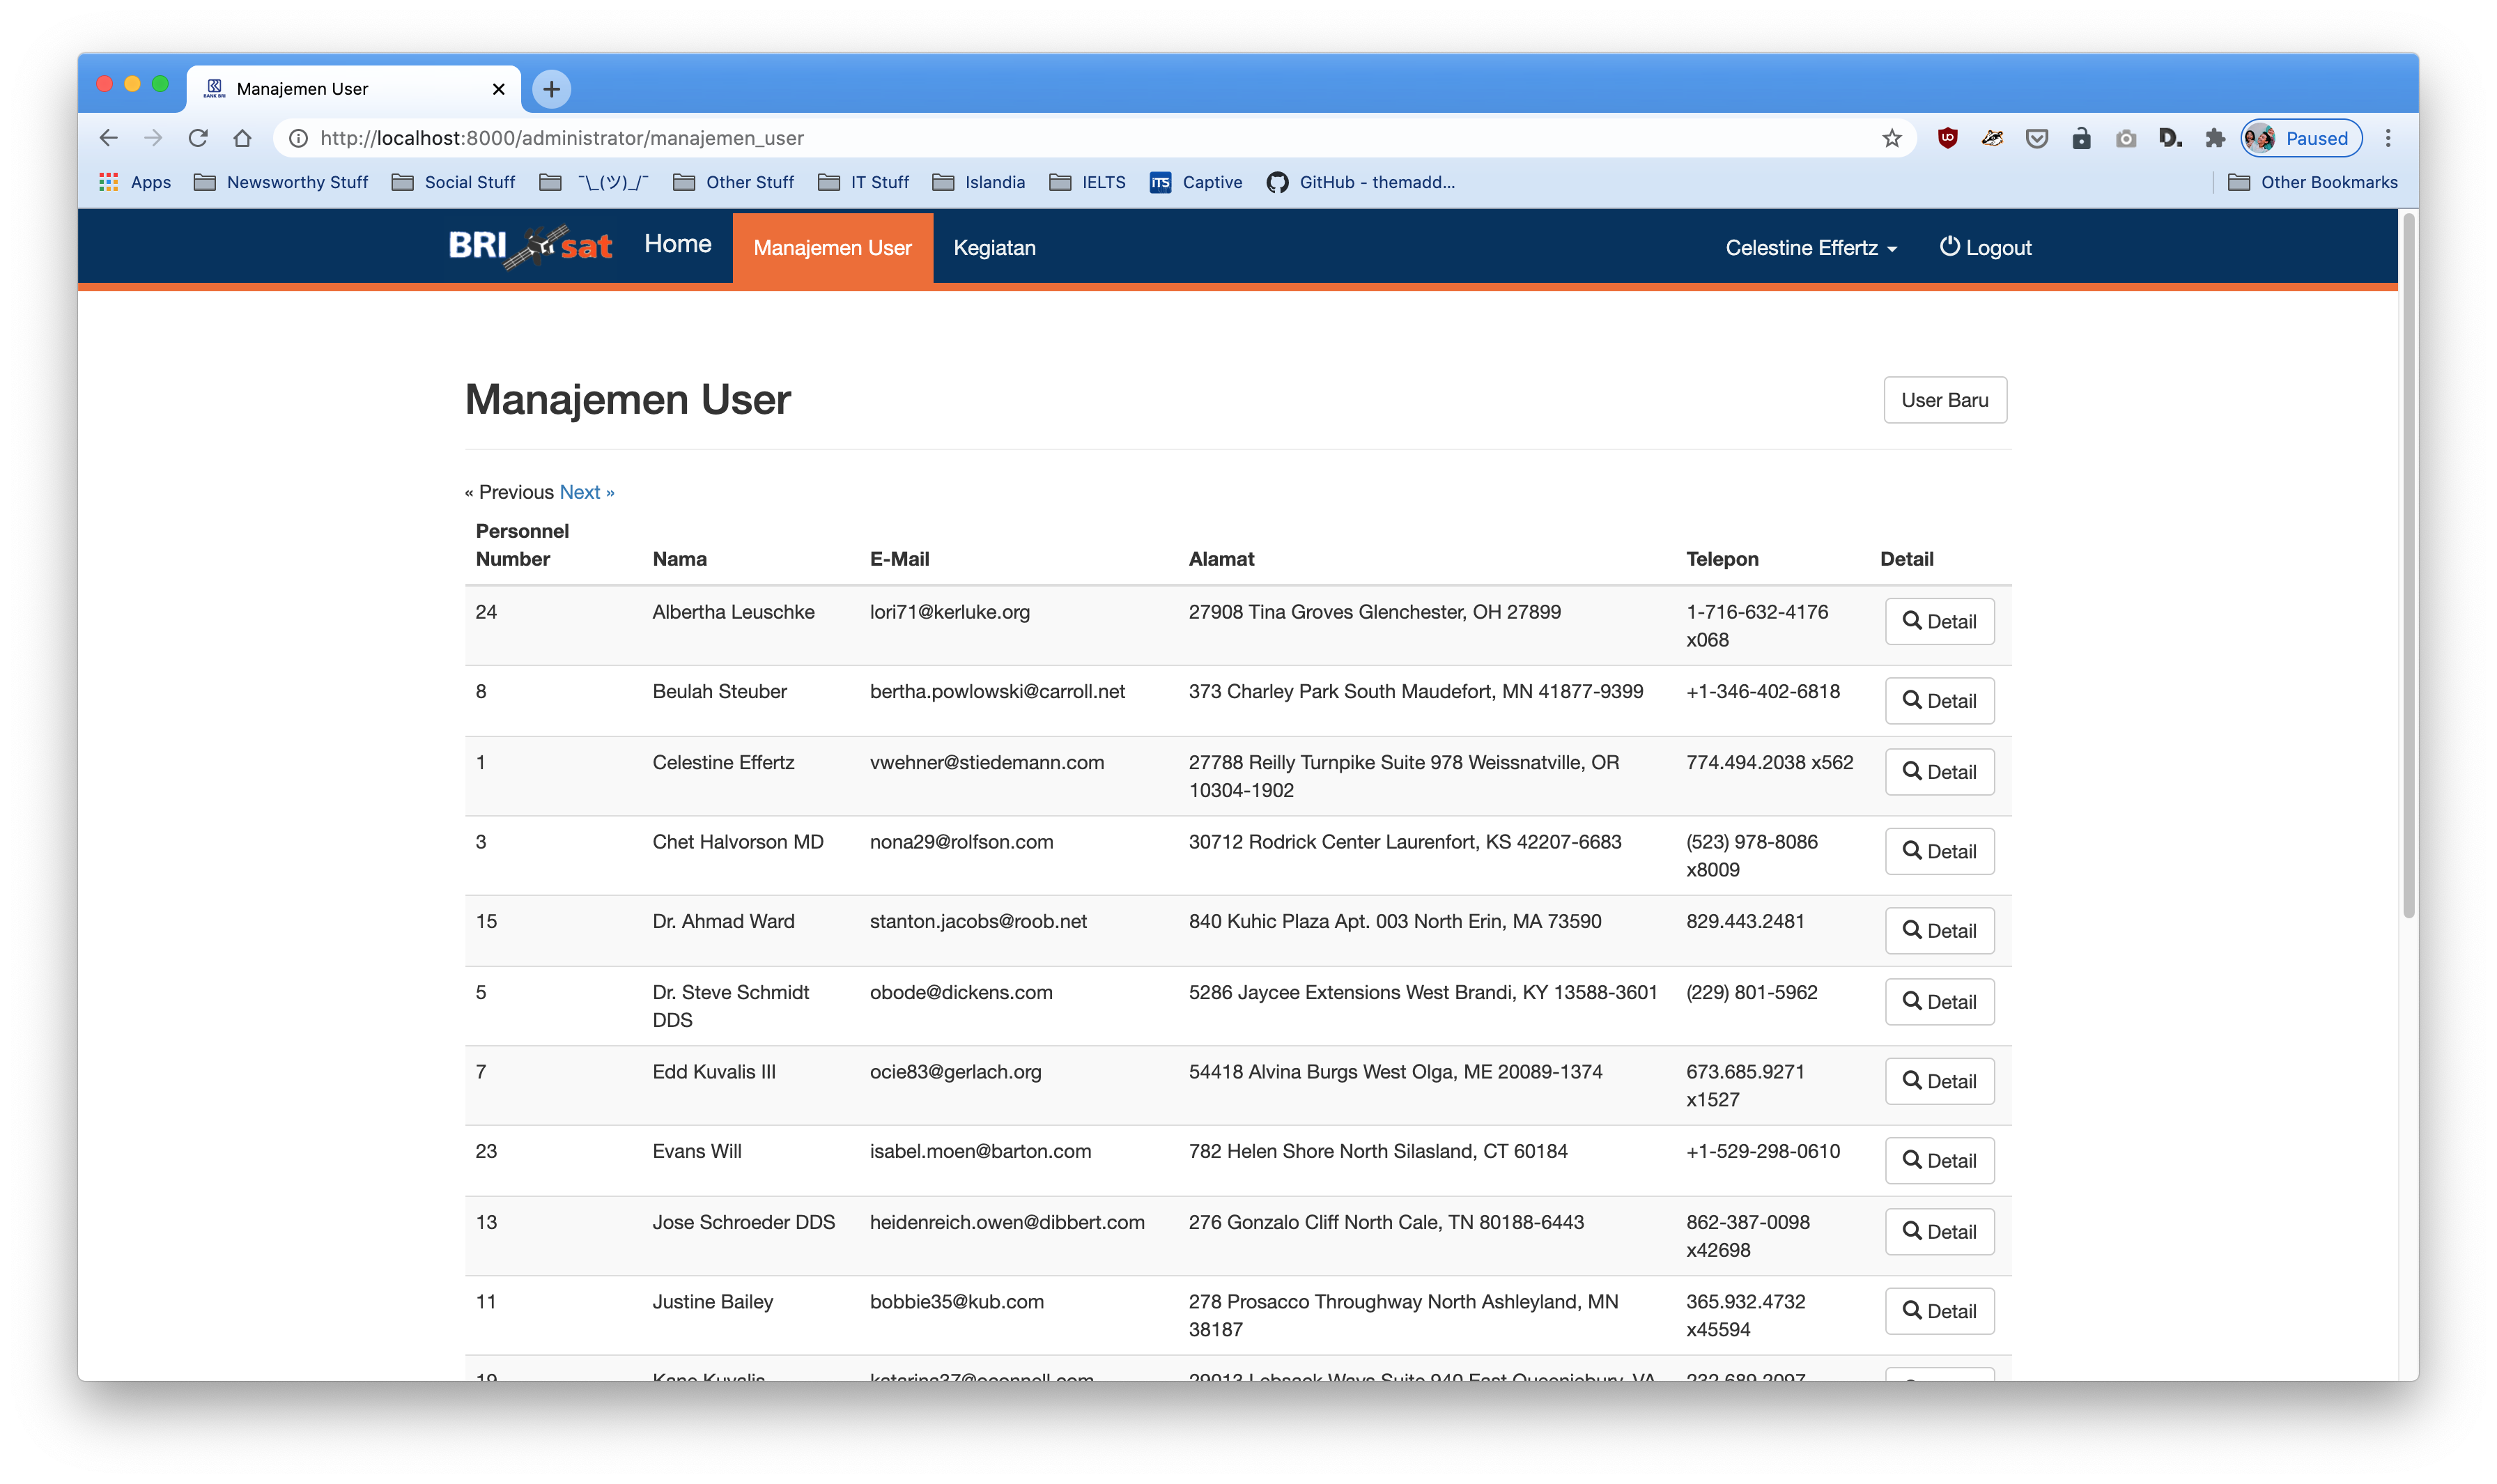 Manajemen User
http://localhost:8000/administrator/manajemen_user
Paused
Apps Newsworthy Stuff Social Stuff ¯\_(ツ)_/¯ Other Stuff IT Stuff Islandia IELTS ITS Captive GitHub - themadd... Other Bookmarks
BRI sat Home Manajemen User Kegiatan Celestine Effertz Logout
Manajemen User User Baru
« Previous Next »
Personnel
Number Nama E-Mail Alamat Telepon Detail
24 Albertha Leuschke lori71@kerluke.org 27908 Tina Groves Glenchester, OH 27899 1-716-632-4176 Detail
x068
8 Beulah Steuber bertha.powlowski@carroll.net 373 Charley Park South Maudefort, MN 41877-9399 +1-346-402-6818 Detail
1 Celestine Effertz vwehner@stiedemann.com 27788 Reilly Turnpike Suite 978 Weissnatville, OR 774.494.2038 x562 Detail
10304-1902
3 Chet Halvorson MD nona29@rolfson.com 30712 Rodrick Center Laurenfort, KS 42207-6683 (523) 978-8086 Detail
x8009
15 Dr. Ahmad Ward stanton.jacobs@roob.net 840 Kuhic Plaza Apt. 003 North Erin, MA 73590 829.443.2481 Detail
5 Dr. Steve Schmidt obode@dickens.com 5286 Jaycee Extensions West Brandi, KY 13588-3601 (229) 801-5962 Detail
DDS
7 Edd Kuvalis III ocie83@gerlach.org 54418 Alvina Burgs West Olga, ME 20089-1374 673.685.9271 Detail
x1527
23 Evans Will isabel.moen@barton.com 782 Helen Shore North Silasland, CT 60184 +1-529-298-0610 Detail
13 Jose Schroeder DDS heidenreich.owen@dibbert.com 276 Gonzalo Cliff North Cale, TN 80188-6443 862-387-0098 Detail
x42698
11 Justine Bailey bobbie35@kub.com 278 Prosacco Throughway North Ashleyland, MN 365.932.4732 Detail
38187 x45594
19 Kane Kuvalis